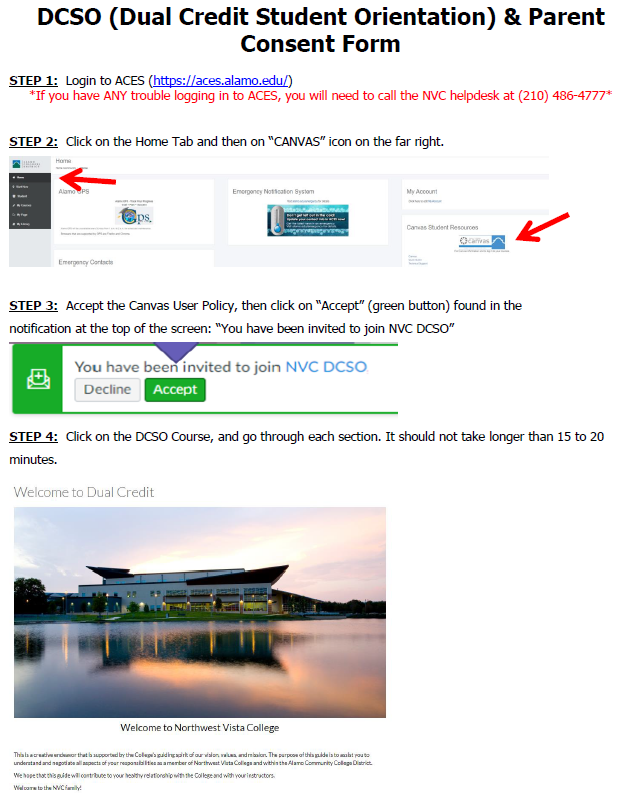 DCSO (Dual Credit Student Orientation) & Parent
Consent Form
STEP 1: Login to ACES (https://aces.alamo.edu/)
*If you have ANY trouble logging in to ACES, you will need to call the NVC helpdesk at (210) 486-4777*
STEP 2: Click on the Home Tab and then on “CANVAS” icon on the far right.
Home
Home
Alamo GPS
Emergency Notification System
My Account
Canvas Student Resources
canvas
Emergency Contacts
STEP 3: Accept the Canvas User Policy, then click on “Accept” (green button) found in the
notification at the top of the screen: “You have been invited to join NVC DCSO”
You have been invited to join NVC DCSO
Decline Accept
STEP 4: Click on the DCSO Course, and go through each section. It should not take longer than 15 to 20
minutes.
Welcome to Dual Credit
Welcome to Northwest Vista College
This is a creative endeavor that is supported by the College's guiding spirit of our vision, values, and mission. The purpose of this guide is to assist you to
understand and negotiate all aspects of your responsibilities as a member of Northwest Vista College and within the Alamo Community College District.
We hope that this guide will contribute to your healthy relationship with the College and with your instructors.
Welcome to the NVC family!